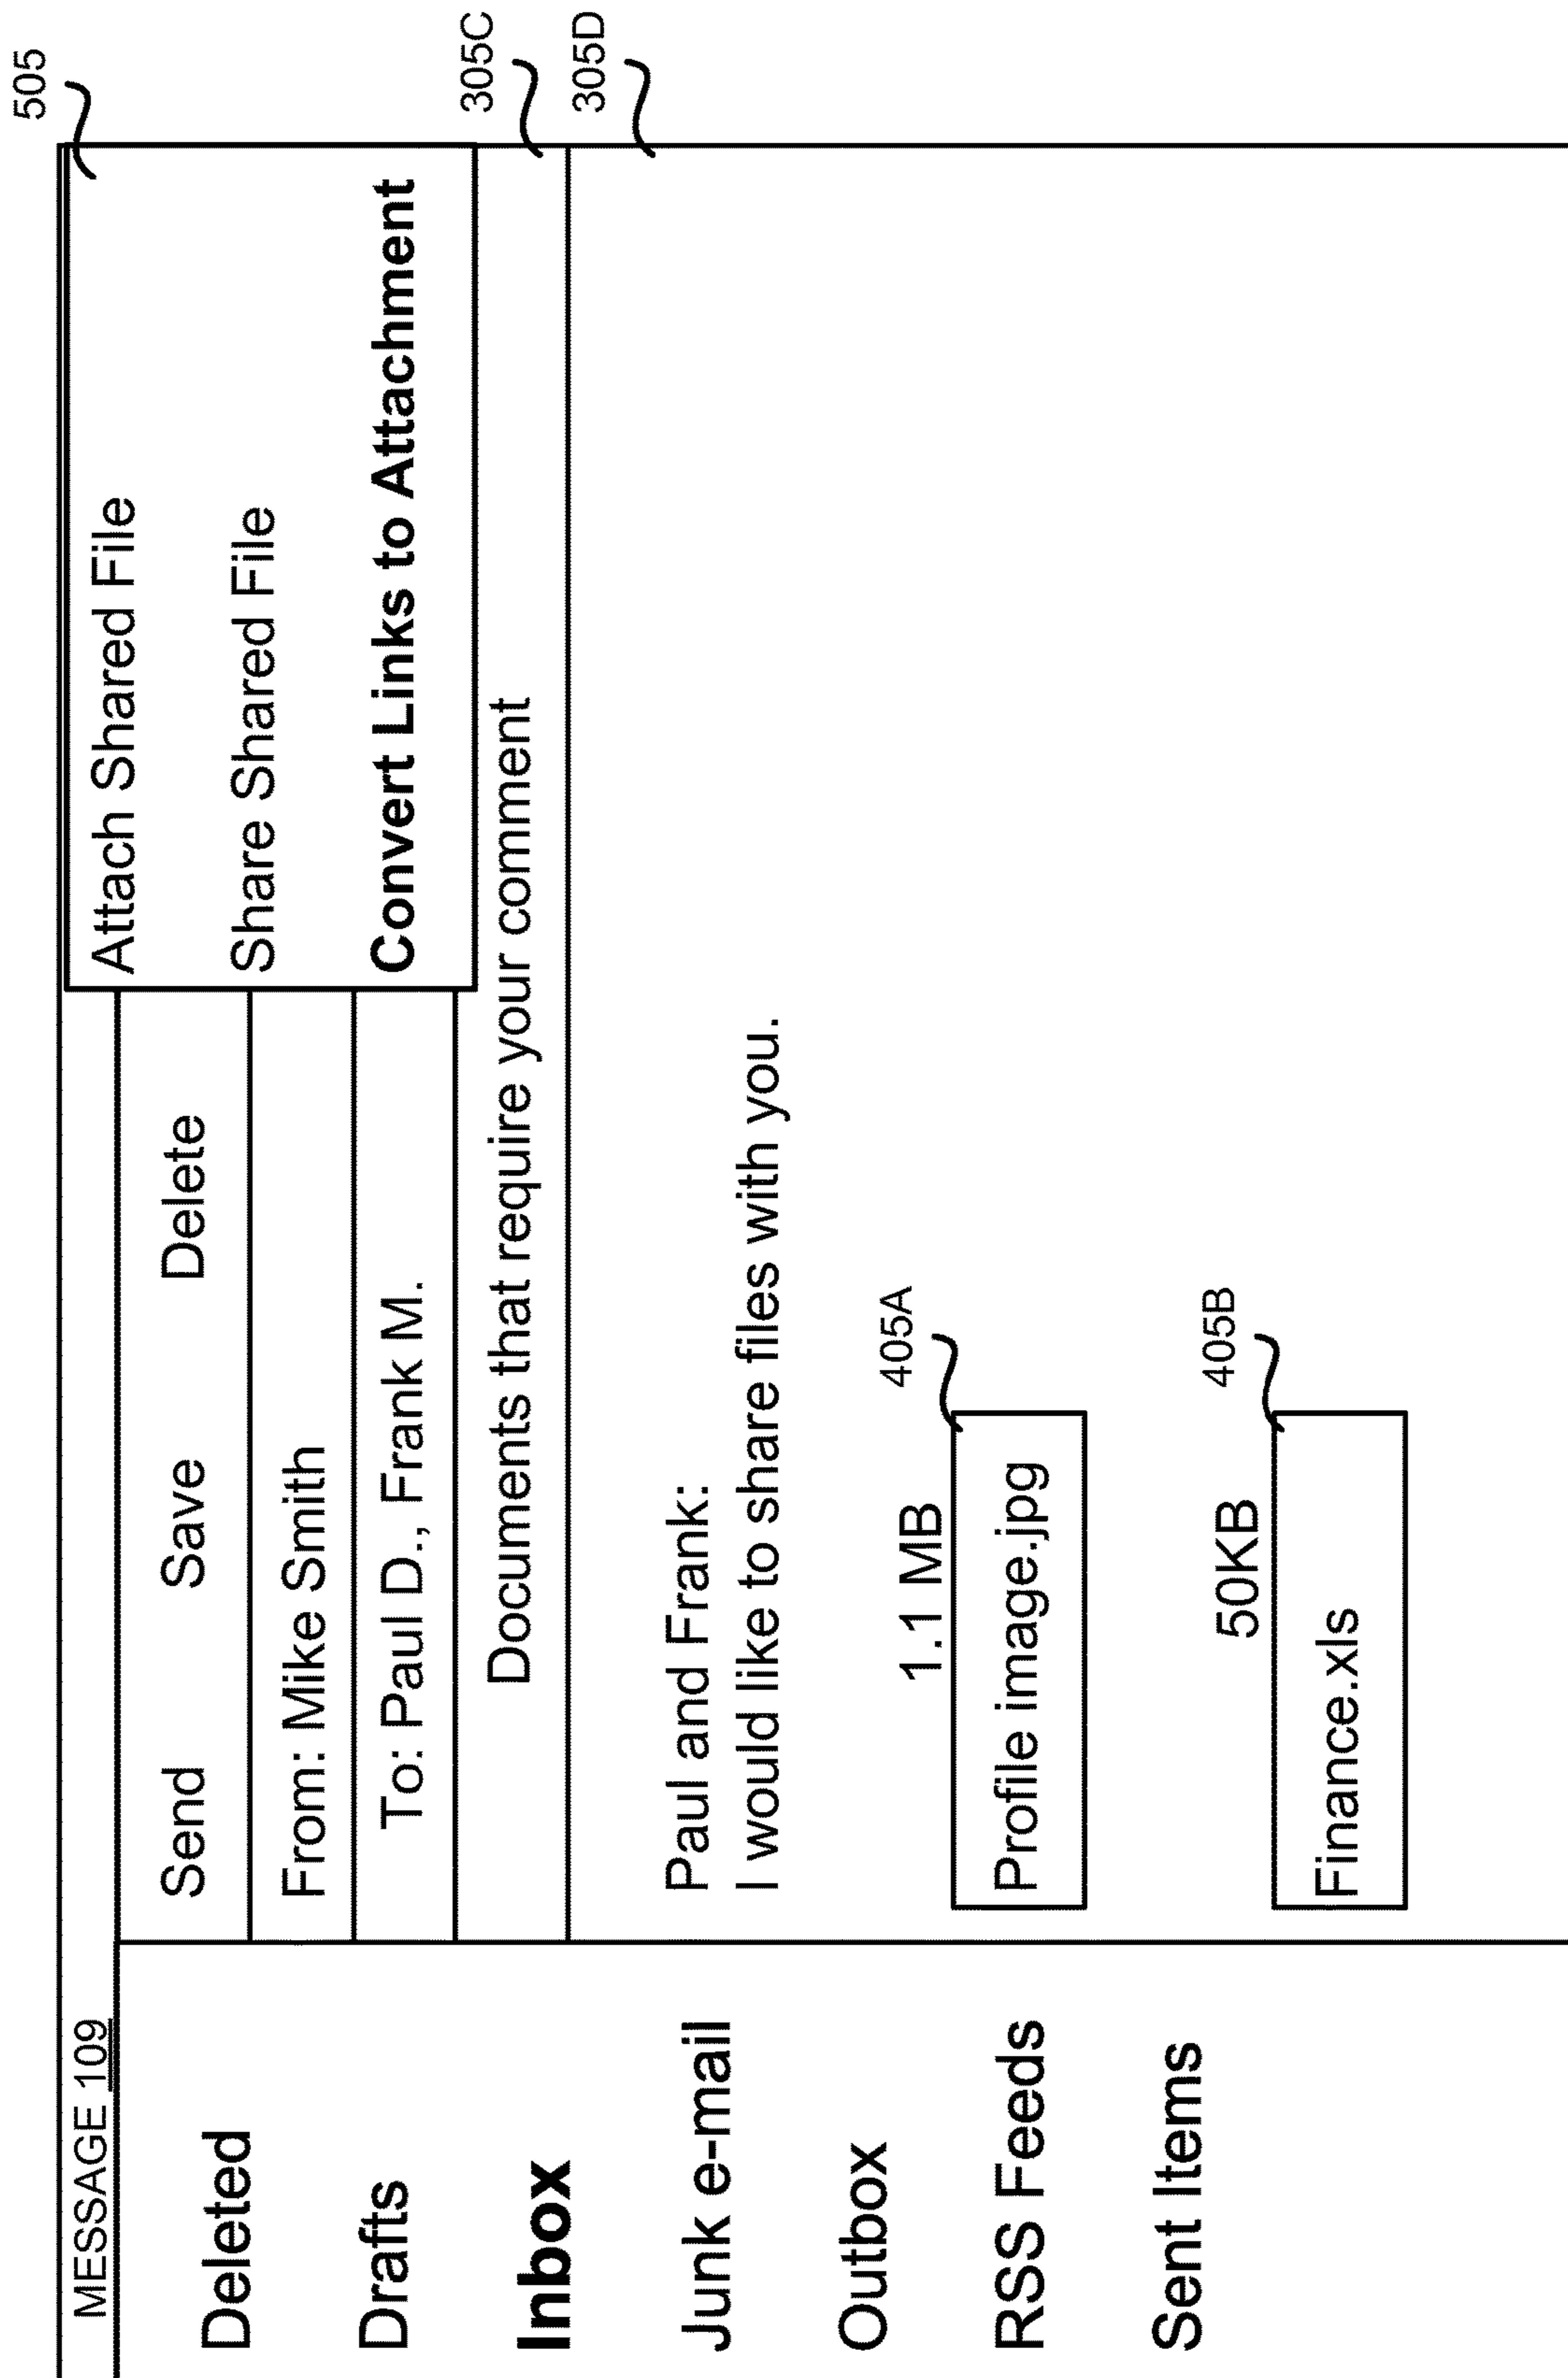 MESSAGE 109
Deleted
Drafts
Inbox
Junk e-mail
Outbox
RSS Feeds
Sent Items
Send Save Delete
From: Mike Smith
To: Paul D., Frank M.
Documents that require your comment
Attach Shared File
Share Shared File
Convert Links to Attachment
505
305C
305D
Paul and Frank:
I would like to share files with you.
1.1 MB
405A
Profile image.jpg
50KB
405B
Finance.xls